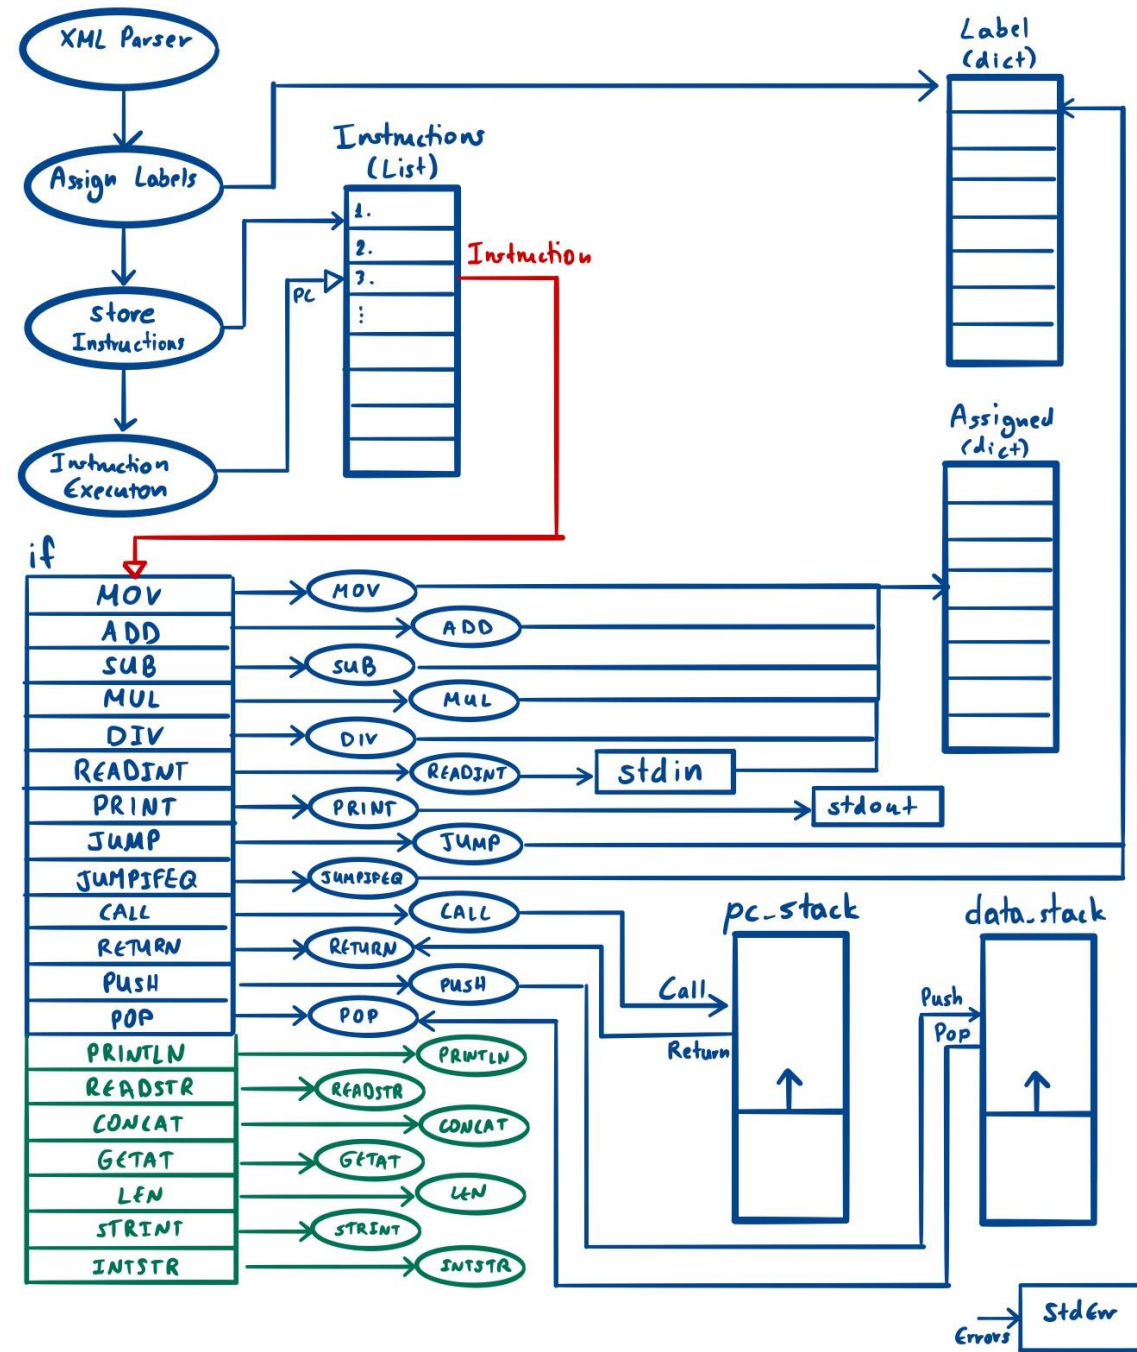 XML Parser
Assign Labels
Store
Instructions
Instruction
Executon
Instructions
(List)
1.
2.
3.
⋮
PC
Instruction
Label
(dict)
Assigned
(dict)
if
MOV
ADD
SUB
MUL
DIV
READINT
PRINT
JUMP
JUMPIFEQ
CALL
RETURN
PUSH
POP
PRINTLN
READSTR
CONCAT
GETAT
LEN
STRINT
INTSTR
MOV
ADD
SUB
MUL
DIV
READINT
stdin
PRINT
stdout
JUMP
JUMPIFEQ
CALL
RETURN
PUSH
POP
PRINTLN
READSTR
CONCAT
GETAT
LEN
STRINT
INTSTR
pc_stack
Call
Return
data_stack
Push
Pop
Errors
StdErr